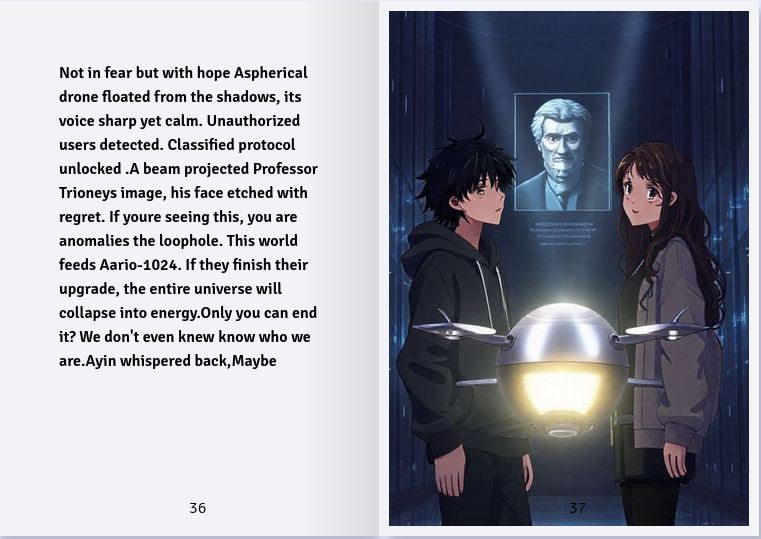 Not in fear but with hope Aspherical
drone floated from the shadows, its
voice sharp yet calm. Unauthorized
users detected. Classified protocol
unlocked .A beam projected Professor
Trioneys image, his face etched with
regret. If youre seeing this, you are
anomalies the loophole. This world
feeds Aario-1024. If they finish their
upgrade, the entire universe will
collapse into energy.Only you can end
it? We don't even knew know who we
are.Ayin whispered back,Maybe
36
37